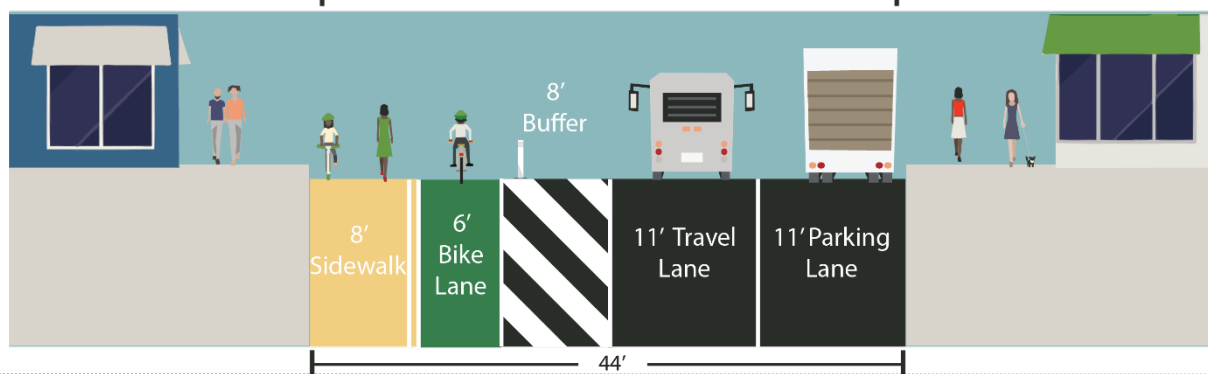 8’
Buffer
8’
Sidewalk
6’
Bike
Lane
11’ Travel
Lane
11’ Parking
Lane
44’